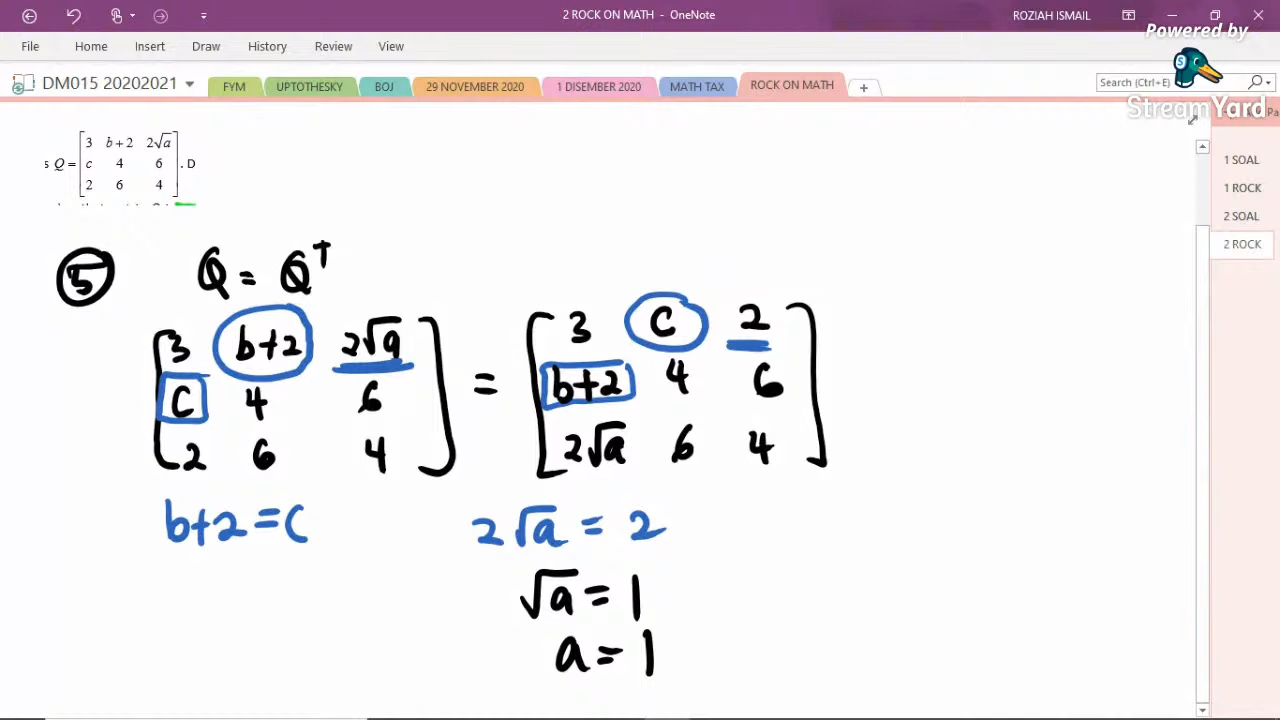 2 ROCK ON MATH - OneNote
ROZIAH ISMAIL
Powered by
StreamYard
File Home Insert Draw History Review View
DM015 20202021
FYM UPTOTHESKY BOJ 29 NOVEMBER 2020 1 DISEMBER 2020 MATH TAX ROCK ON MATH +
Search (Ctrl+E)
Pa
1 SOAL
1 ROCK
2 SOAL
2 ROCK
3 b+2 2√a
s Q = c 4 6 . D
2 6 4
5 Q = Qᵀ
3 b+2 2√a
c 4 6
2 6 4
=
3 c 2
b+2 4 6
2√a 6 4
b+2=c
2√a = 2
√a = 1
a = 1